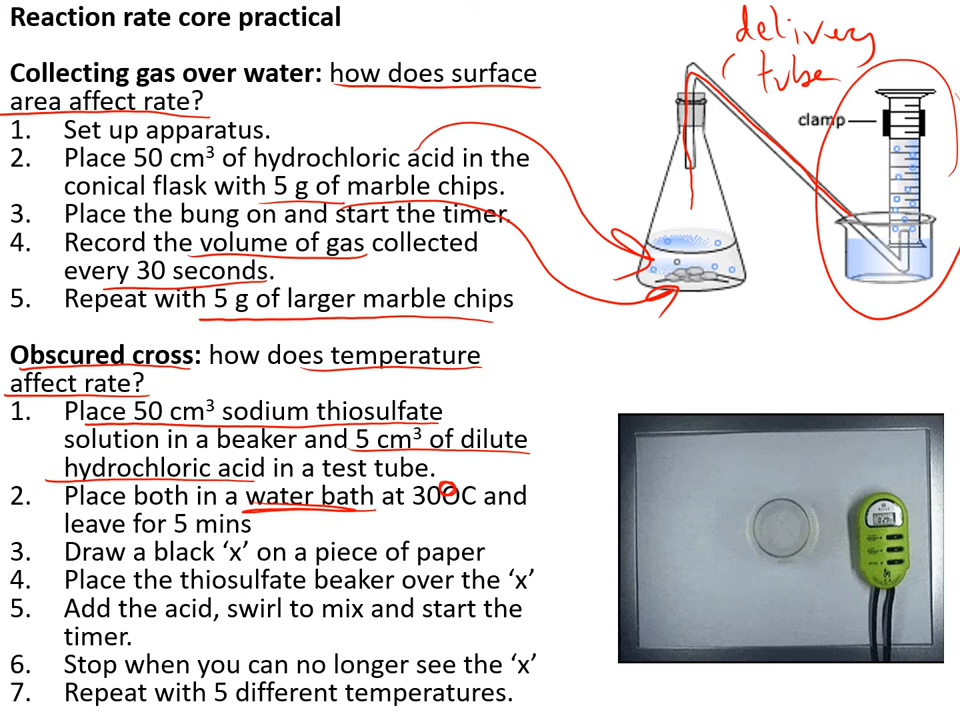 Reaction rate core practical
delivery
tube
Collecting gas over water: how does surface
area affect rate?
1. Set up apparatus.
2. Place 50 cm³ of hydrochloric acid in the
conical flask with 5 g of marble chips.
3. Place the bung on and start the timer.
4. Record the volume of gas collected
every 30 seconds.
5. Repeat with 5 g of larger marble chips
clamp
Obscured cross: how does temperature
affect rate?
1. Place 50 cm³ sodium thiosulfate
solution in a beaker and 5 cm³ of dilute
hydrochloric acid in a test tube.
2. Place both in a water bath at 30OC and
leave for 5 mins
3. Draw a black ‘x’ on a piece of paper
4. Place the thiosulfate beaker over the ‘x’
5. Add the acid, swirl to mix and start the
timer.
6. Stop when you can no longer see the ‘x’
7. Repeat with 5 different temperatures.